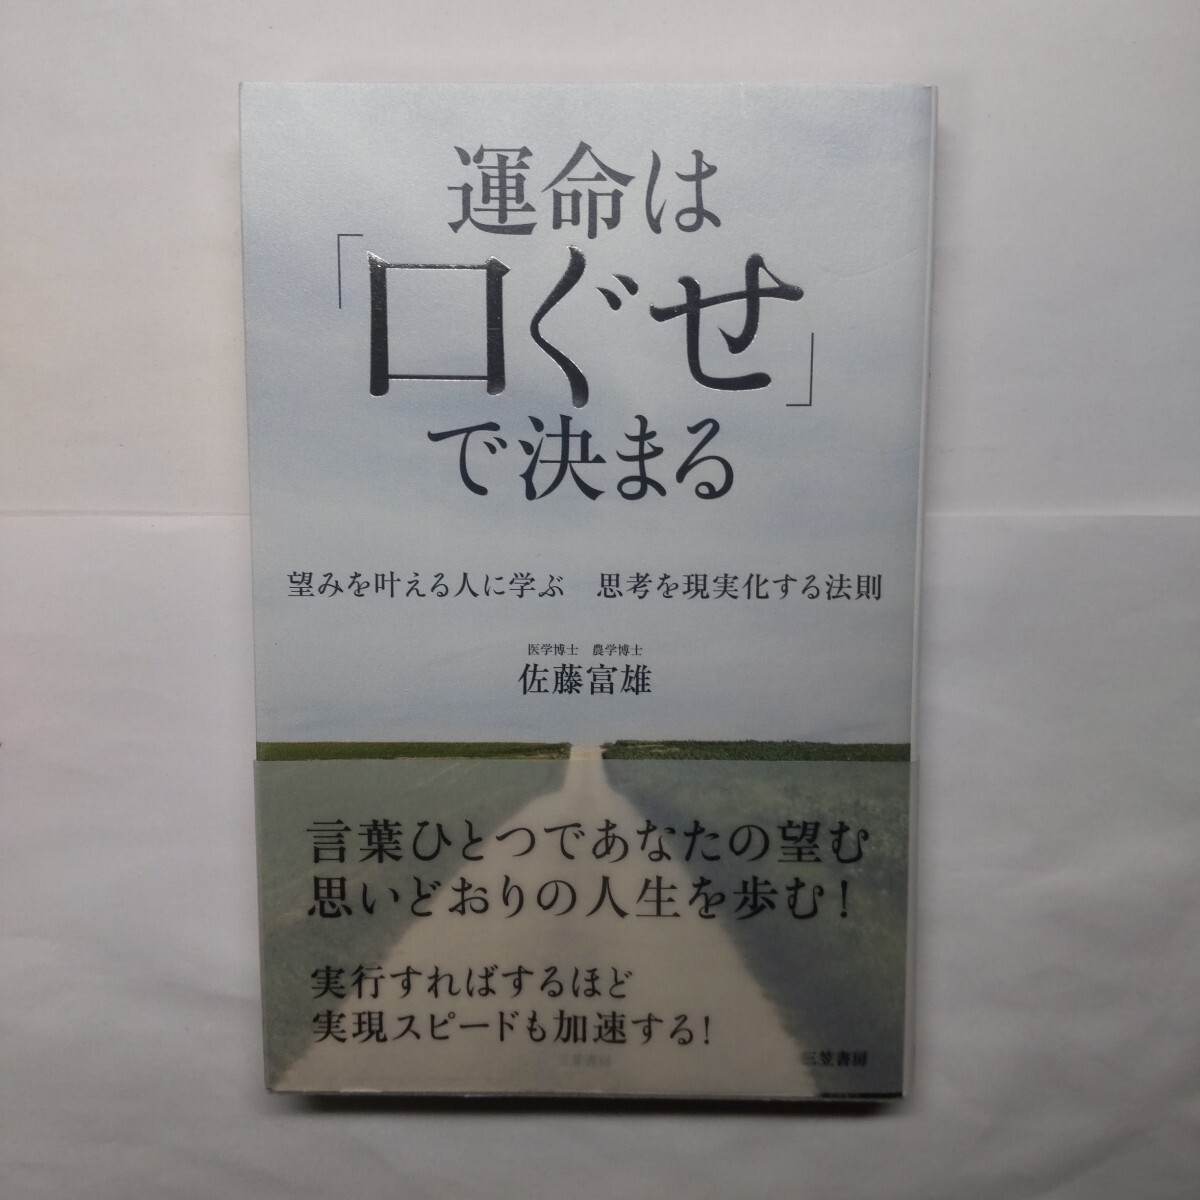 運命は
「口ぐせ」
で決まる
望みを叶える人に学ぶ　思考を現実化する法則
医学博士　農学博士
佐藤富雄
言葉ひとつであなたの望む
思いどおりの人生を歩む！
実行すればするほど
実現スピードも加速する！
三笠書房
三笠書房